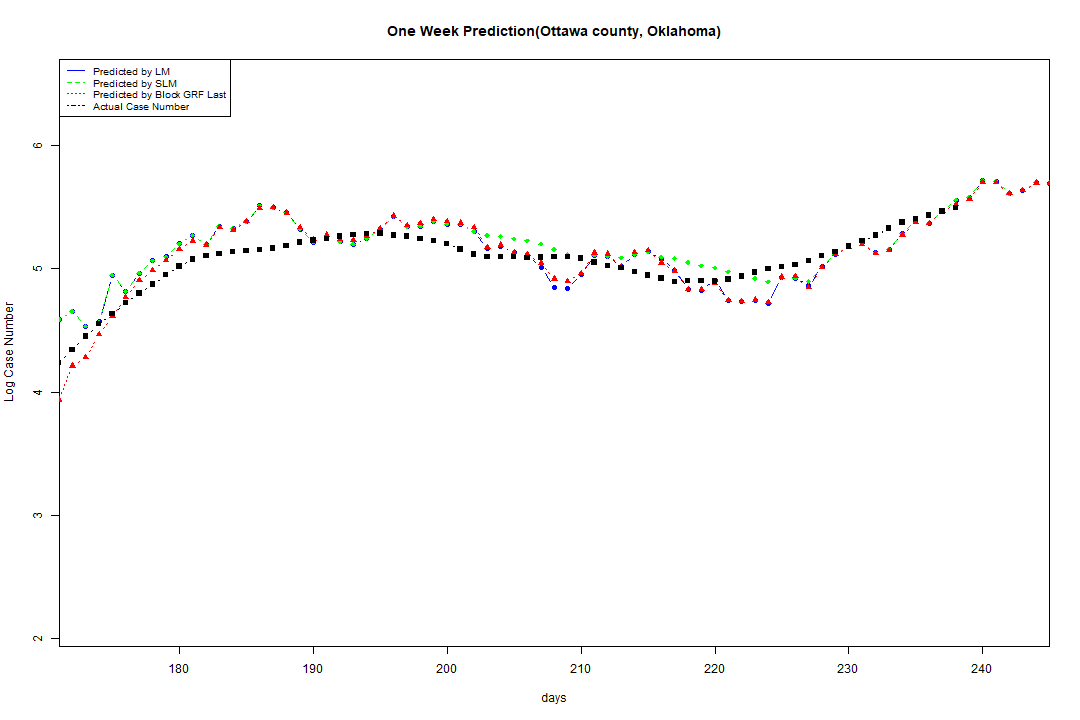 One Week Prediction(Ottawa county, Oklahoma)
Predicted by LM
Predicted by SLM
Predicted by Block GRF Last
Actual Case Number
Log Case Number
6
5
4
3
2
180 190 200 210 220 230 240
days